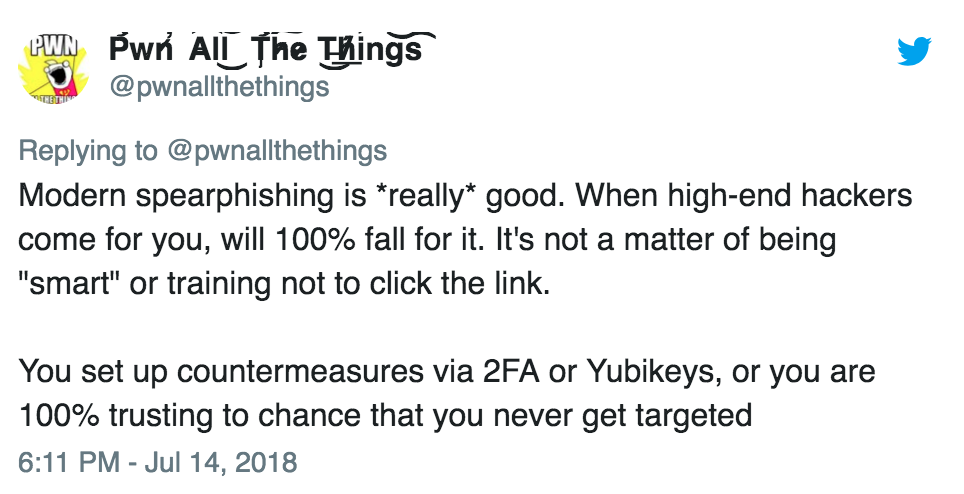 PWN
ALL THE THINGS
Pwn All The Things
@pwnallthethings
Replying to @pwnallthethings
Modern spearphishing is *really* good. When high-end hackers
come for you, will 100% fall for it. It's not a matter of being
"smart" or training not to click the link.
You set up countermeasures via 2FA or Yubikeys, or you are
100% trusting to chance that you never get targeted
6:11 PM - Jul 14, 2018